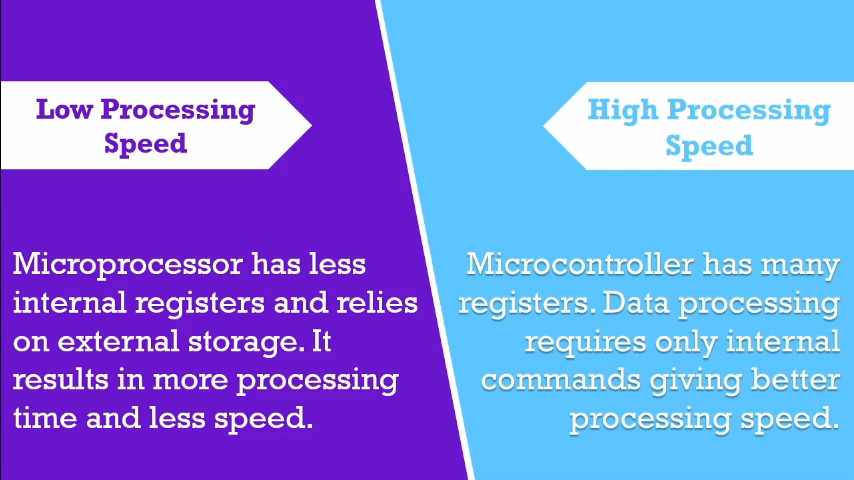 Low Processing
Speed
Microprocessor has less
internal registers and relies
on external storage. It
results in more processing
time and less speed.
High Processing
Speed
Microcontroller has many
registers. Data processing
requires only internal
commands giving better
processing speed.